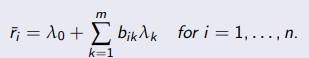 r̄ᵢ = λ₀ + ∑ₖ₌₁ᵐ bᵢₖλₖ for i = 1, . . . , n.